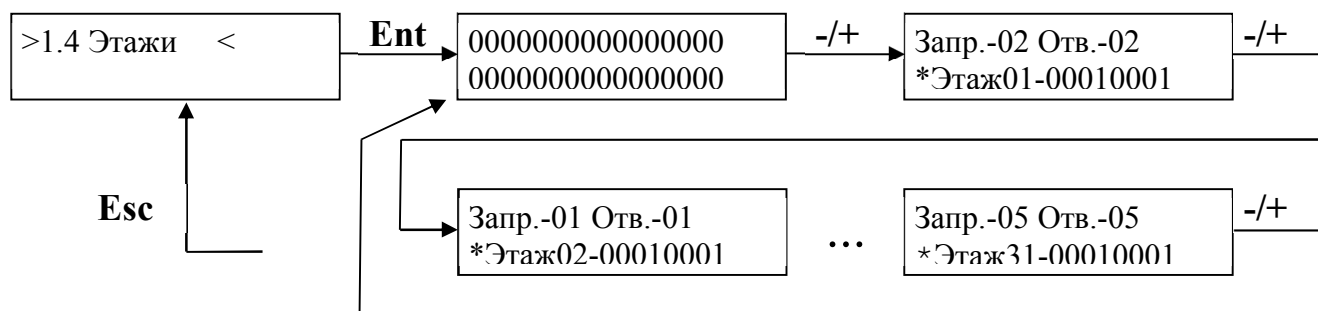 >1.4 Этажи <
Ent
0000000000000000
0000000000000000
-/+
Запр.-02 Отв.-02
*Этаж01-00010001
-/+
Esc
Запр.-01 Отв.-01
*Этаж02-00010001
...
Запр.-05 Отв.-05
*Этаж31-00010001
-/+